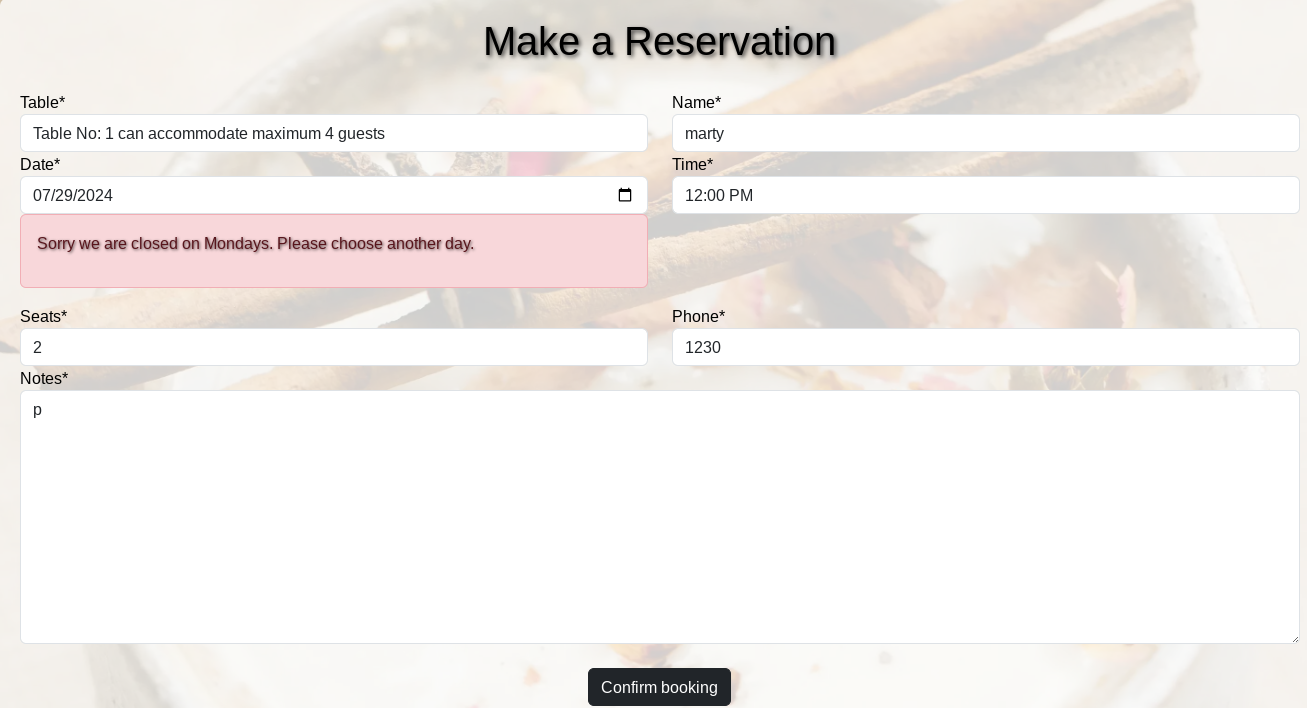 Make a Reservation
Table*
Name*
Table No: 1 can accommodate maximum 4 guests
marty
Date*
Time*
07/29/2024
12:00 PM
Sorry we are closed on Mondays. Please choose another day.
Seats*
Phone*
2
1230
Notes*
p
Confirm booking